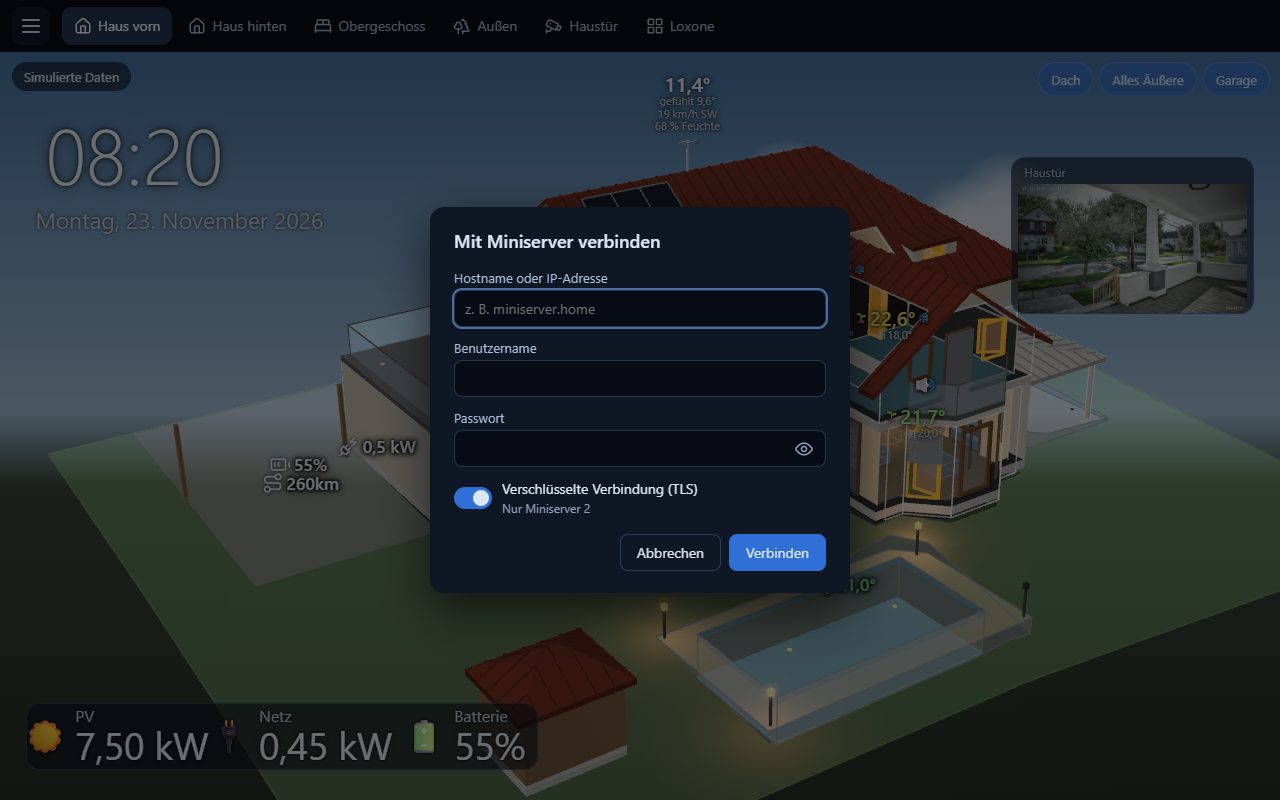 Haus vorn
Haus hinten
Obergeschoss
Außen
Haustür
Loxone
Simulierte Daten
Dach
Alles Äußere
Garage
11,4°
gefühlt 9,6°
19 km/h SW
68 % Feuchte
08:20
Montag, 23. November 2026
Haustür
Mit Miniserver verbinden
Hostname oder IP-Adresse
z. B. miniserver.home
Benutzername
Passwort
Verschlüsselte Verbindung (TLS)
Nur Miniserver 2
Abbrechen
Verbinden
22,6°
18,0°
21,7°
20,0°
0,5 kW
55%
260km
PV
7,50 kW
Netz
0,45 kW
Batterie
55%